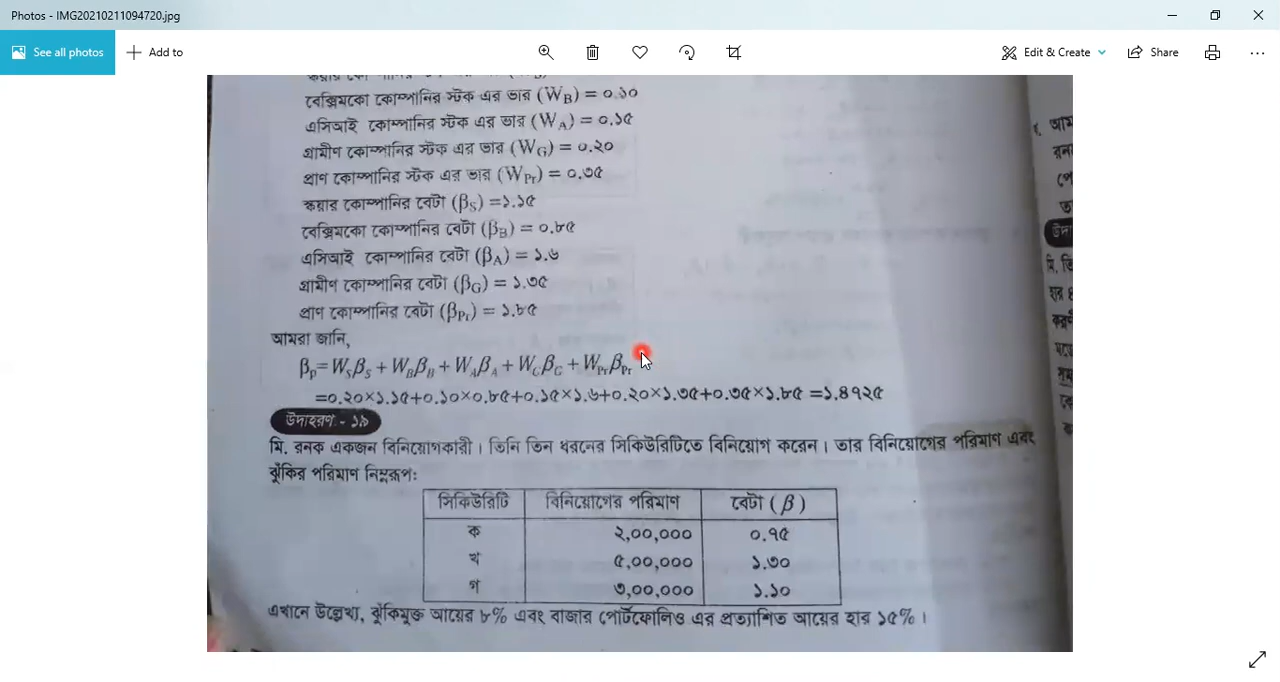 Photos - IMG20210211094720.jpg
See all photos
Add to
Edit & Create
Share
বেক্সিমকো কোম্পানির স্টক এর ভার (W_B) = ০.১০
এসিআই কোম্পানির স্টক এর ভার (W_A) = ০.১৫
গ্রামীণ কোম্পানির স্টক এর ভার (W_G) = ০.২০
প্রাণ কোম্পানির স্টক এর ভার (W_Pr) = ০.৩৫
স্কয়ার কোম্পানির বেটা (β_S) =১.১৫
বেক্সিমকো কোম্পানির বেটা (β_B) = ০.৮৫
এসিআই কোম্পানির বেটা (β_A) = ১.৬
গ্রামীণ কোম্পানির বেটা (β_G) = ১.৩৫
প্রাণ কোম্পানির বেটা (β_Pr) = ১.৮৫
আমরা জানি,
β_p= W_Sβ_S + W_Bβ_B + W_Aβ_A + W_Cβ_C + W_Prβ_Pr
=০.২০×১.১৫+০.১০×০.৮৫+০.১৫×১.৬+০.২০×১.৩৫+০.৩৫×১.৮৫ =১.৪৭২৫
উদাহরণ - ১৯
মি. রনক একজন বিনিয়োগকারী। তিনি তিন ধরনের সিকিউরিটিতে বিনিয়োগ করেন। তার বিনিয়োগের পরিমাণ এবং
ঝুঁকির পরিমাণ নিম্নরূপ:
সিকিউরিটি বিনিয়োগের পরিমাণ বেটা (β)
ক ২,০০,০০০ ০.৭৫
খ ৫,০০,০০০ ১.৩০
গ ৩,০০,০০০ ১.১০
এখানে উল্লেখ্য, ঝুঁকিমুক্ত আয়ের ৮% এবং বাজার পোর্টফোলিও এর প্রত্যাশিত আয়ের হার ১৫%।